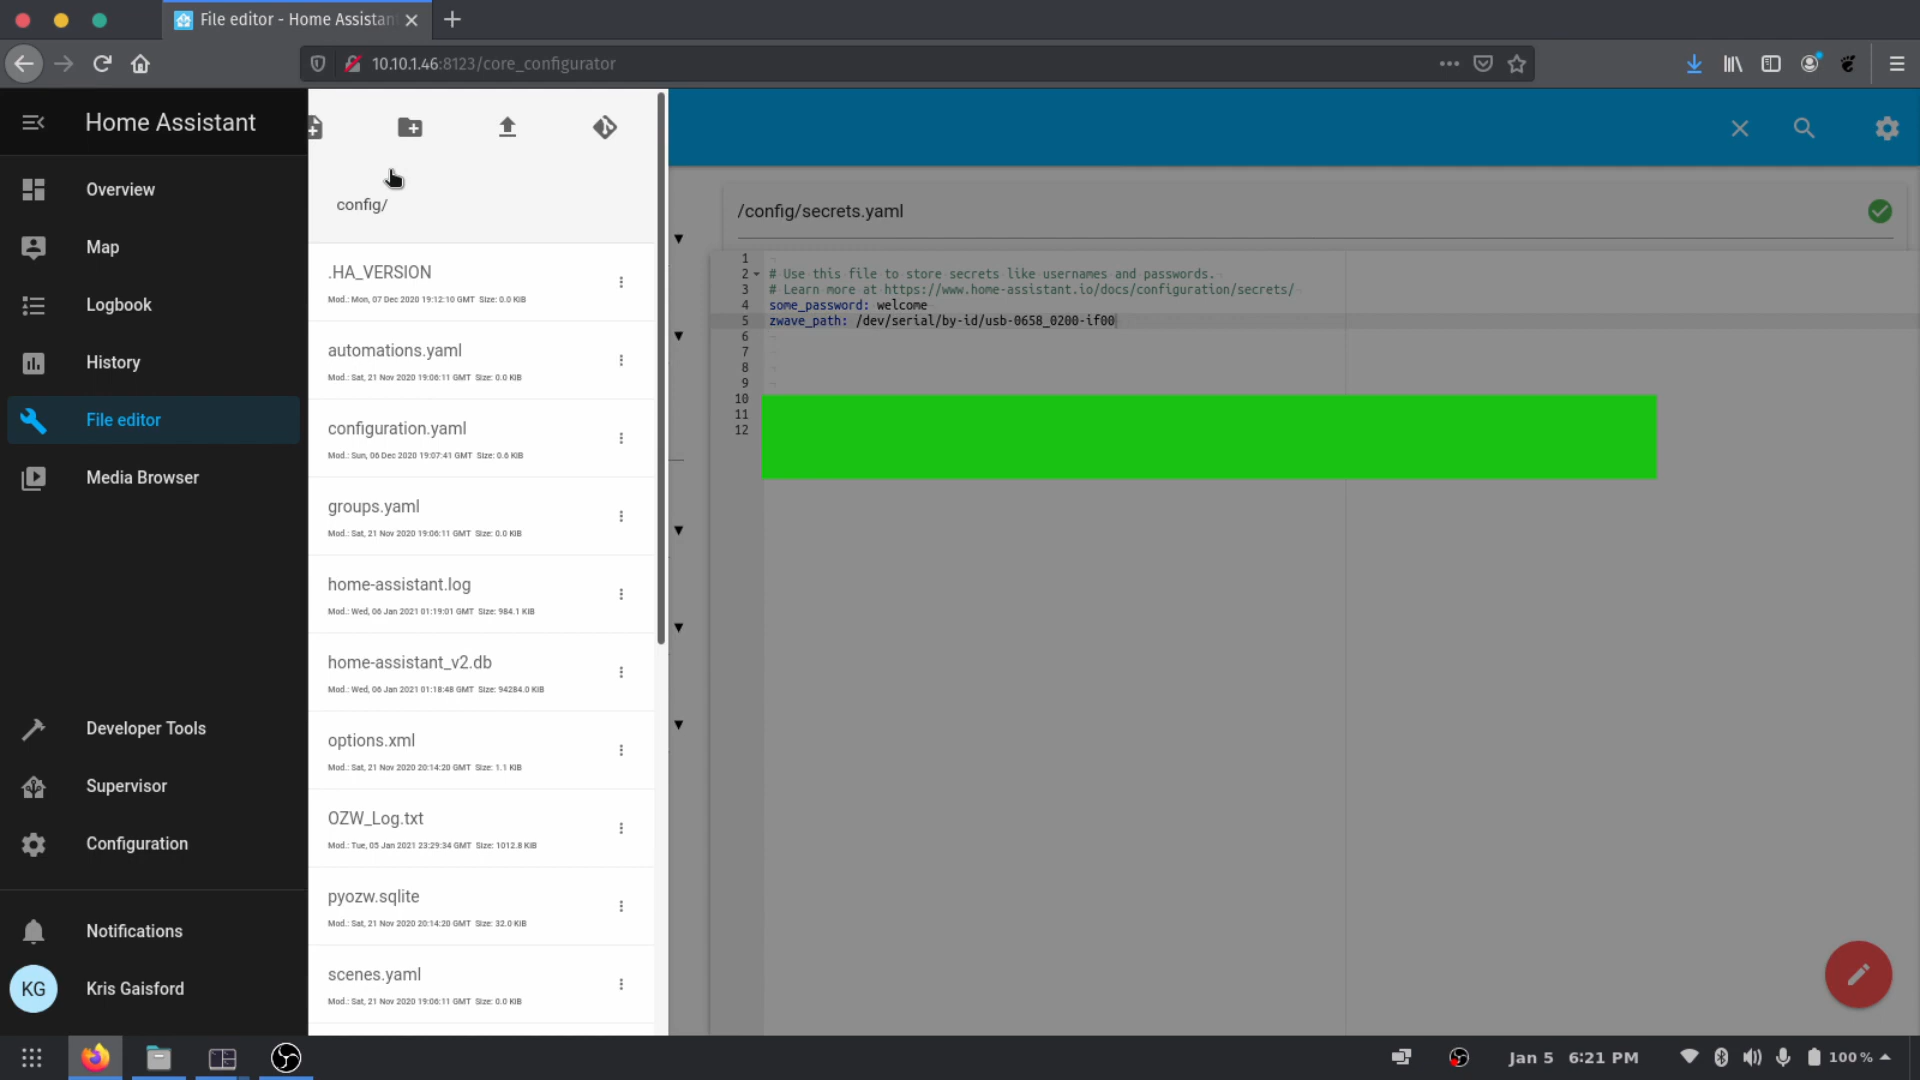 File editor - Home Assistan
10.10.1.46:8123/core_configurator
Home Assistant
Overview
Map
Logbook
History
File editor
Media Browser
Developer Tools
Supervisor
Configuration
Notifications
KG
Kris Gaisford
config/
.HA_VERSION
Mod.: Mon, 07 Dec 2020 19:12:10 GMT Size: 0.0 KiB
automations.yaml
Mod.: Sat, 21 Nov 2020 19:06:11 GMT Size: 0.0 KiB
configuration.yaml
Mod.: Sun, 06 Dec 2020 19:07:41 GMT Size: 0.6 KiB
groups.yaml
Mod.: Sat, 21 Nov 2020 19:06:11 GMT Size: 0.0 KiB
home-assistant.log
Mod.: Wed, 06 Jan 2021 01:19:01 GMT Size: 984.1 KiB
home-assistant_v2.db
Mod.: Wed, 06 Jan 2021 01:18:48 GMT Size: 94284.0 KiB
options.xml
Mod.: Sat, 21 Nov 2020 20:14:20 GMT Size: 1.1 KiB
OZW_Log.txt
Mod.: Tue, 05 Jan 2021 23:29:34 GMT Size: 1012.8 KiB
pyozw.sqlite
Mod.: Sat, 21 Nov 2020 20:14:20 GMT Size: 32.0 KiB
scenes.yaml
Mod.: Sat, 21 Nov 2020 19:06:11 GMT Size: 0.0 KiB
/config/secrets.yaml
1
2 # Use this file to store secrets like usernames and passwords.
3 # Learn more at https://www.home-assistant.io/docs/configuration/secrets/
4 some_password: welcome
5 zwave_path: /dev/serial/by-id/usb-0658_0200-if00
6
7
8
9
10
11
12
Jan 5 6:21 PM
100 %